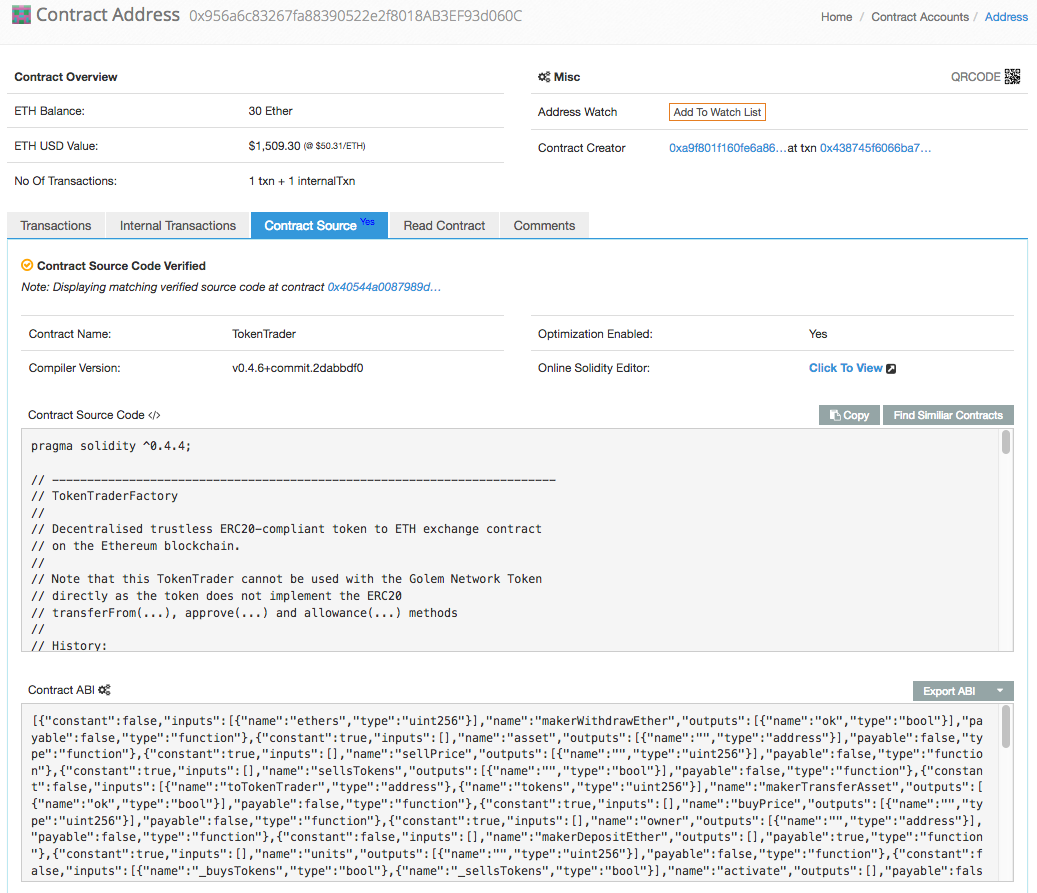 Contract Address 0x956a6c83267fa88390522e2f8018AB3EF93d060C
Home / Contract Accounts / Address
Contract Overview
Misc
QRCODE
ETH Balance: 30 Ether
Address Watch Add To Watch List
ETH USD Value: $1,509.30 (@ $50.31/ETH)
Contract Creator 0xa9f801f160fe6a86...at txn 0x438745f6066ba7...
No Of Transactions: 1 txn + 1 internalTxn
Transactions Internal Transactions Contract Source Yes Read Contract Comments
Contract Source Code Verified
Note: Displaying matching verified source code at contract 0x40544a0087989d...
Contract Name: TokenTrader
Optimization Enabled: Yes
Compiler Version: v0.4.6+commit.2dabbdf0
Online Solidity Editor: Click To View
Contract Source Code </>
Copy Find Similiar Contracts
pragma solidity ^0.4.4;
// ------------------------------------------------------------------------
// TokenTraderFactory
//
// Decentralised trustless ERC20-compliant token to ETH exchange contract
// on the Ethereum blockchain.
//
// Note that this TokenTrader cannot be used with the Golem Network Token
// directly as the token does not implement the ERC20
// transferFrom(...), approve(...) and allowance(...) methods
//
// History:
Contract ABI
Export ABI
[{"constant":false,"inputs":[{"name":"ethers","type":"uint256"}],"name":"makerWithdrawEther","outputs":[{"name":"ok","type":"bool"}],"pa
yable":false,"type":"function"},{"constant":true,"inputs":[],"name":"asset","outputs":[{"name":"","type":"address"}],"payable":false,"ty
pe":"function"},{"constant":true,"inputs":[],"name":"sellPrice","outputs":[{"name":"","type":"uint256"}],"payable":false,"type":"functio
n"},{"constant":true,"inputs":[],"name":"sellsTokens","outputs":[{"name":"","type":"bool"}],"payable":false,"type":"function"},{"constan
t":false,"inputs":[{"name":"toTokenTrader","type":"address"},{"name":"tokens","type":"uint256"}],"name":"makerTransferAsset","outputs":[
{"name":"ok","type":"bool"}],"payable":false,"type":"function"},{"constant":true,"inputs":[],"name":"buyPrice","outputs":[{"name":"","ty
pe":"uint256"}],"payable":false,"type":"function"},{"constant":true,"inputs":[],"name":"owner","outputs":[{"name":"","type":"address"}],
"payable":false,"type":"function"},{"constant":false,"inputs":[],"name":"makerDepositEther","outputs":[],"payable":true,"type":"function
"},{"constant":true,"inputs":[],"name":"units","outputs":[{"name":"","type":"uint256"}],"payable":false,"type":"function"},{"constant":f
alse,"inputs":[{"name":"_buysTokens","type":"bool"},{"name":"_sellsTokens","type":"bool"}],"name":"activate","outputs":[],"payable":fals